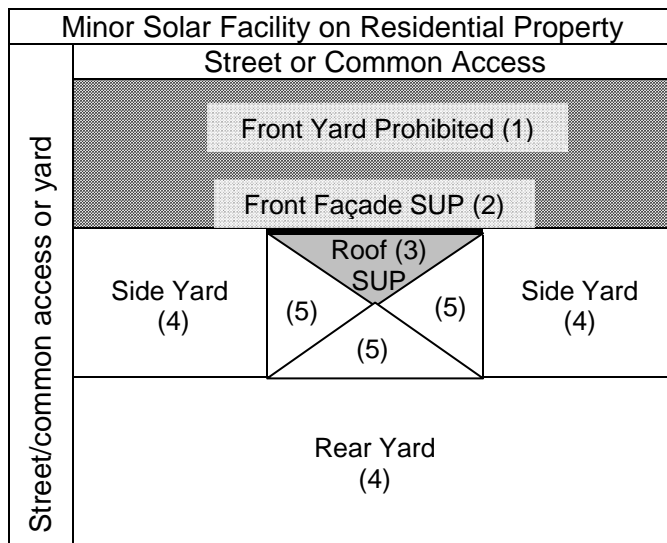 Minor Solar Facility on Residential Property
Street/common access or yard
Street or Common Access
Front Yard Prohibited (1)
Front Façade SUP (2)
Roof (3)
SUP
Side Yard
(4)
(5)
(5)
(5)
Side Yard
(4)
Rear Yard
(4)